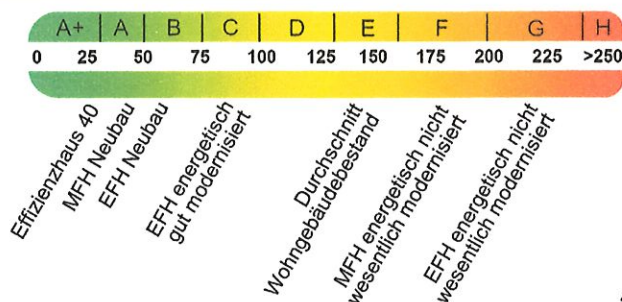 A+ A B C D E F G H
0 25 50 75 100 125 150 175 200 225 >250
Effizienzhaus 40
MFH Neubau
EFH Neubau
EFH energetisch
gut modernisiert
Durchschnitt
Wohngebäudebestand
MFH energetisch nicht
wesentlich modernisiert
EFH energetisch nicht
wesentlich modernisiert